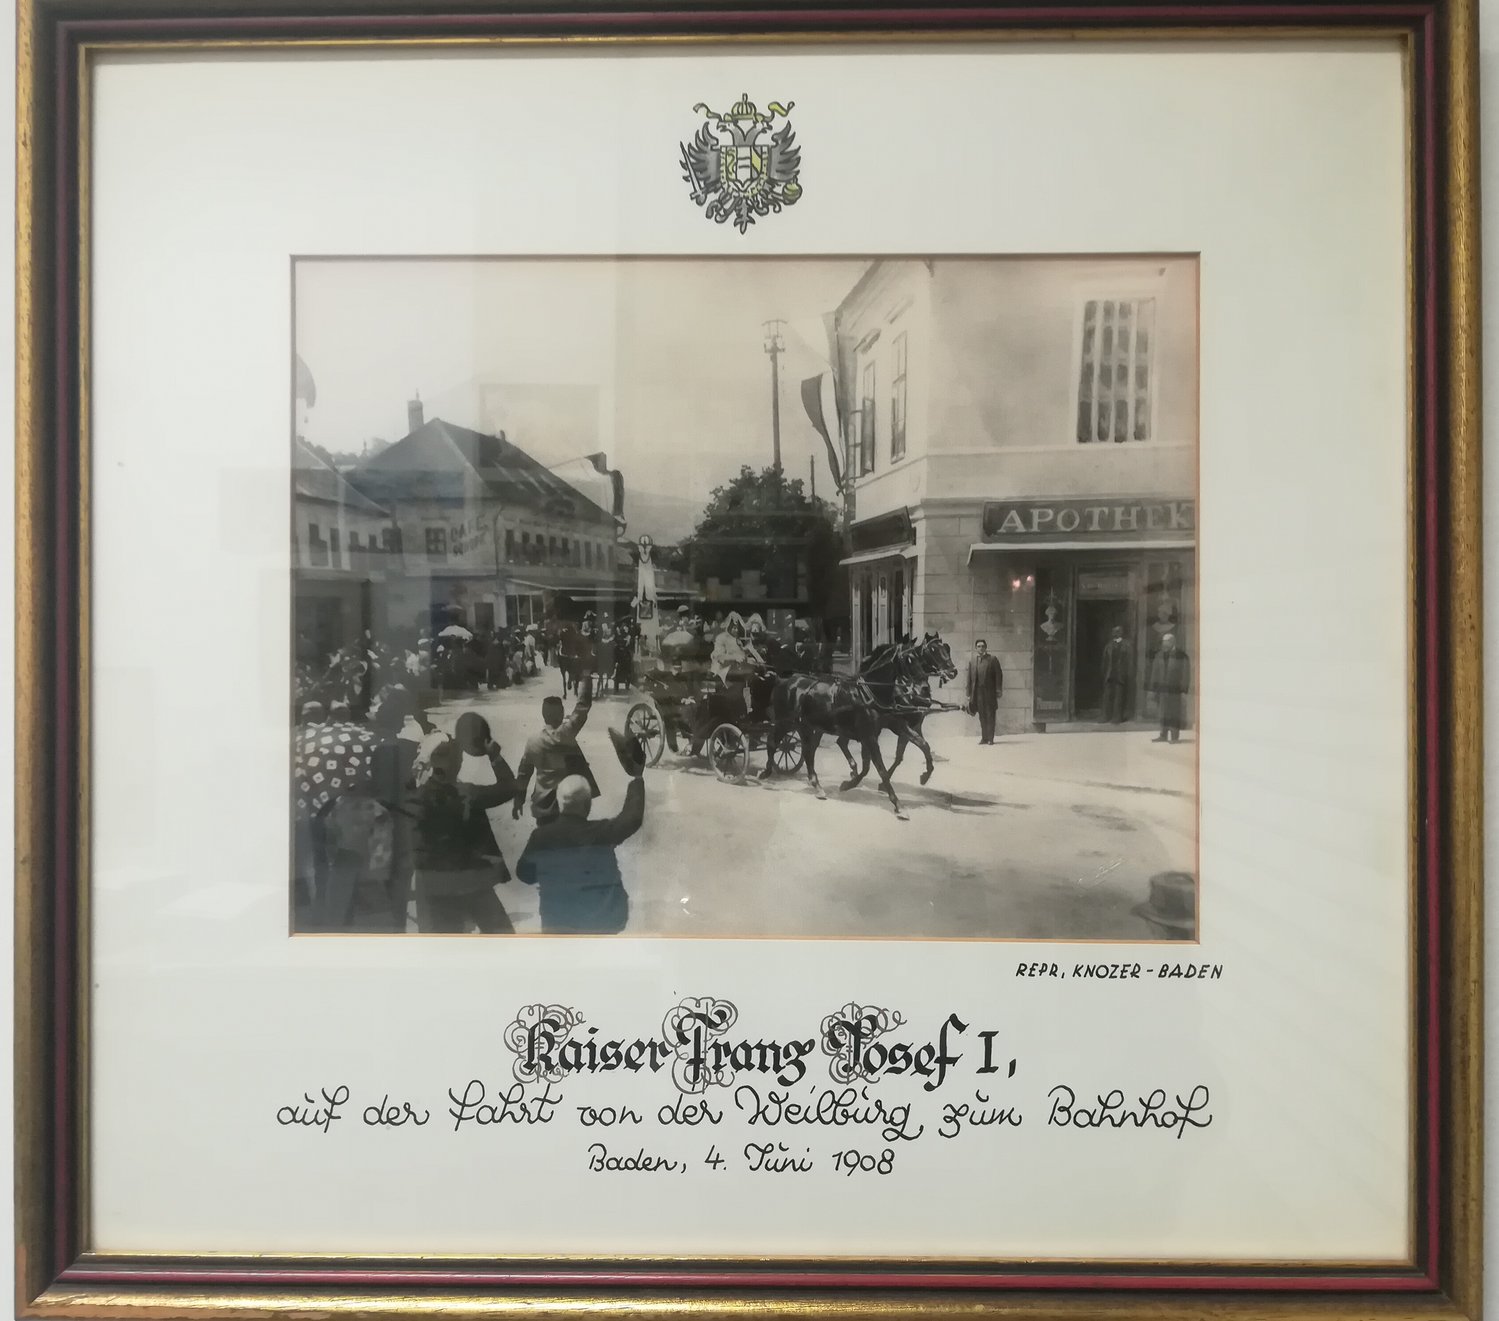 APOTHEK
REPR, KNOZER-BADEN
Kaiser Franz Josef I,
auf der Fahrt von der Weilburg zum Bahnhof
Baden, 4. Juni 1908